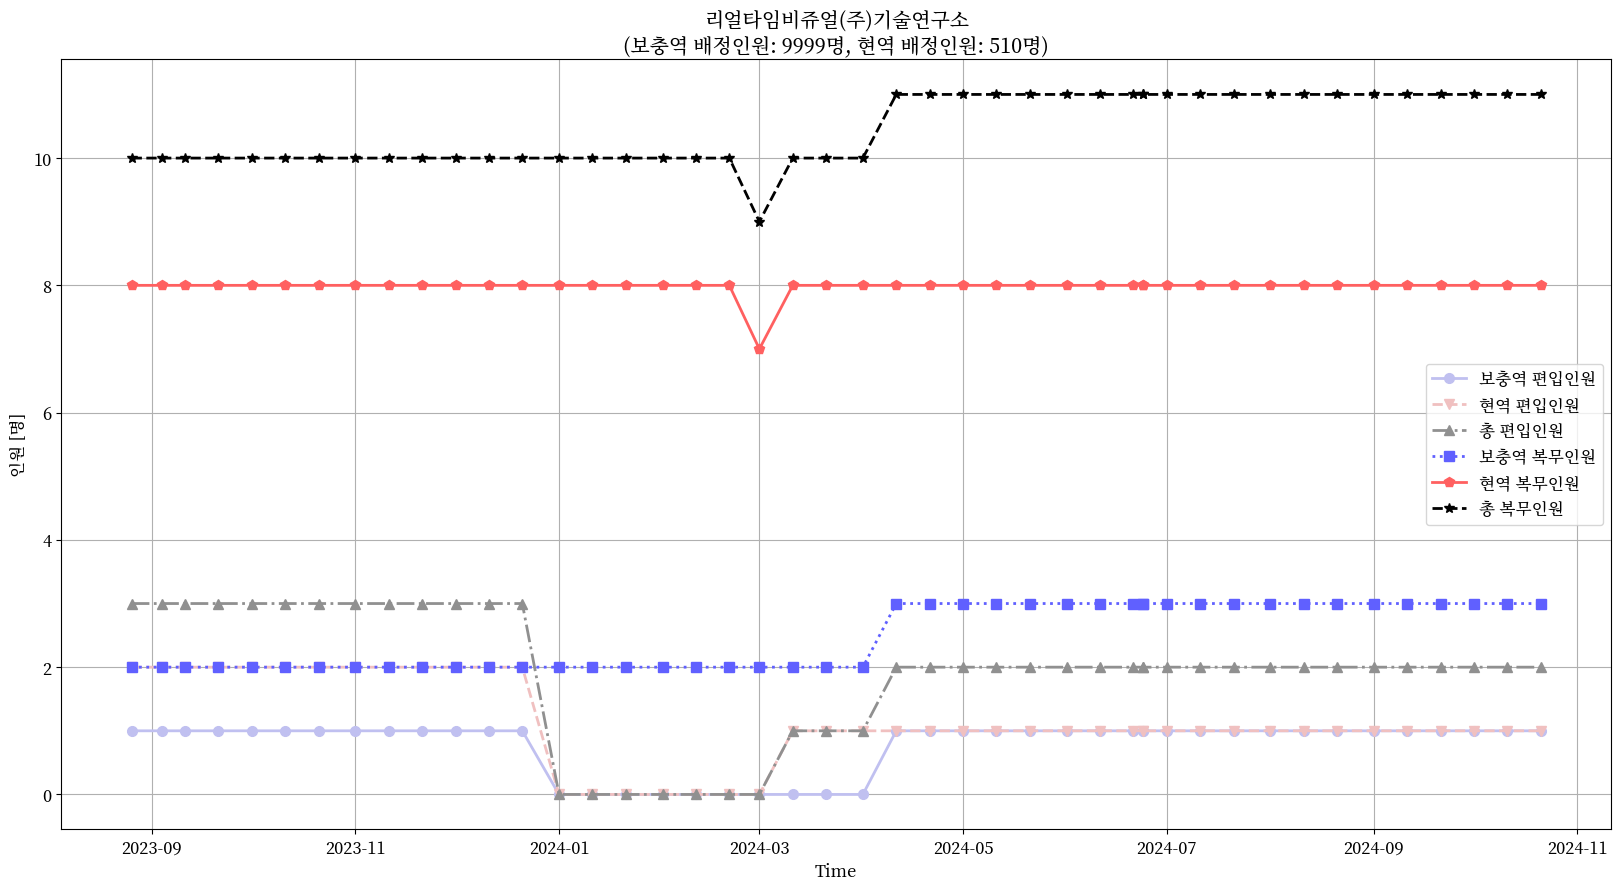 리얼타임비쥬얼(주)기술연구소
(보충역 배정인원: 9999명, 현역 배정인원: 510명)
인원 [명]
10
8
6
4
2
0
보충역 편입인원
현역 편입인원
총 편입인원
보충역 복무인원
현역 복무인원
총 복무인원
2023-09 2023-11 2024-01 2024-03 2024-05 2024-07 2024-09 2024-11
Time